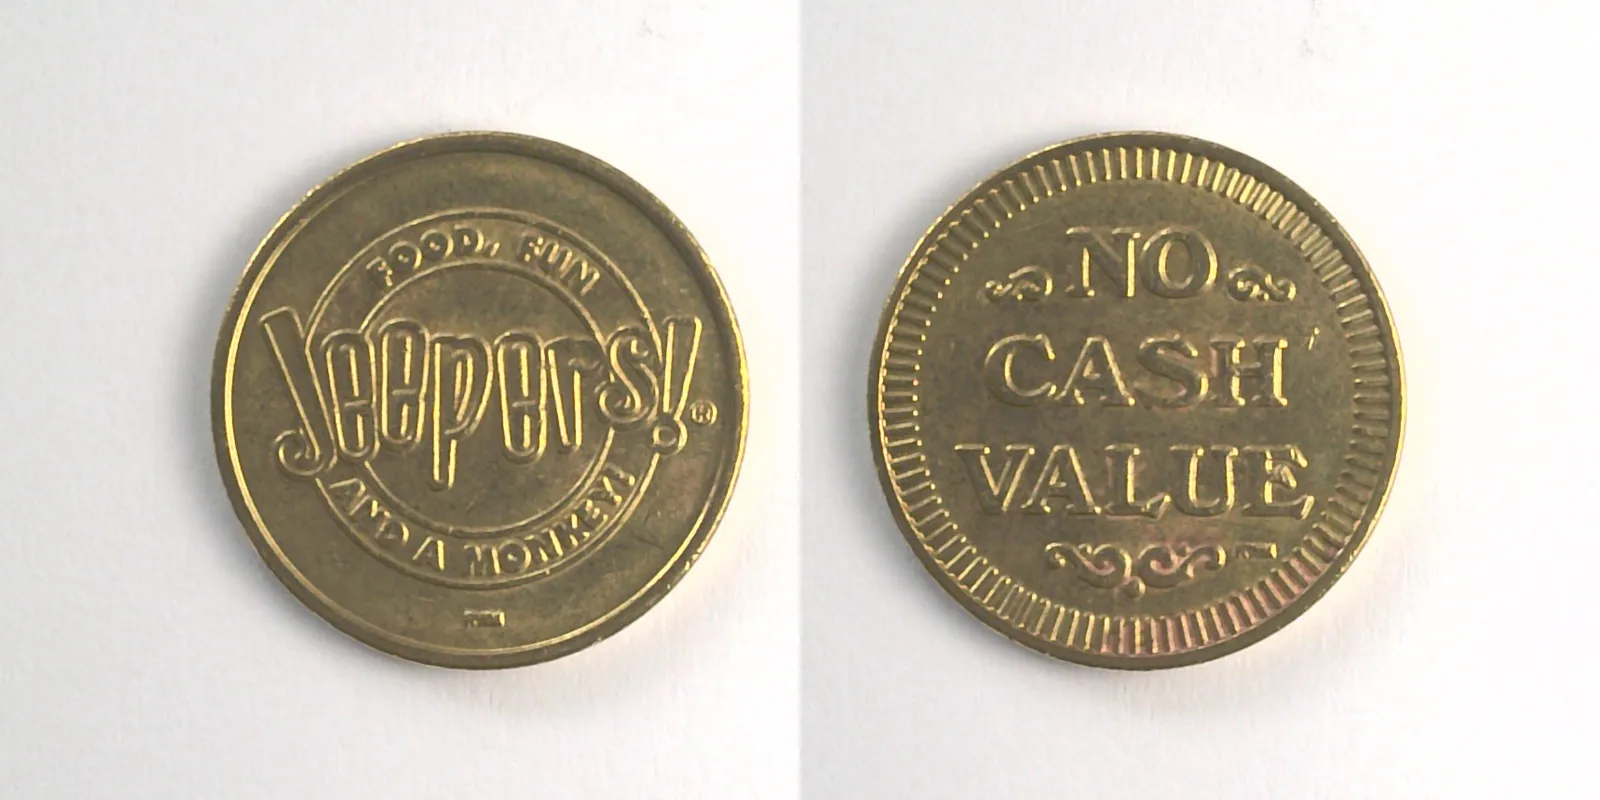 FOOD, FUN
Jeepers!®
AND A MONKEY!
NO
CASH
VALUE